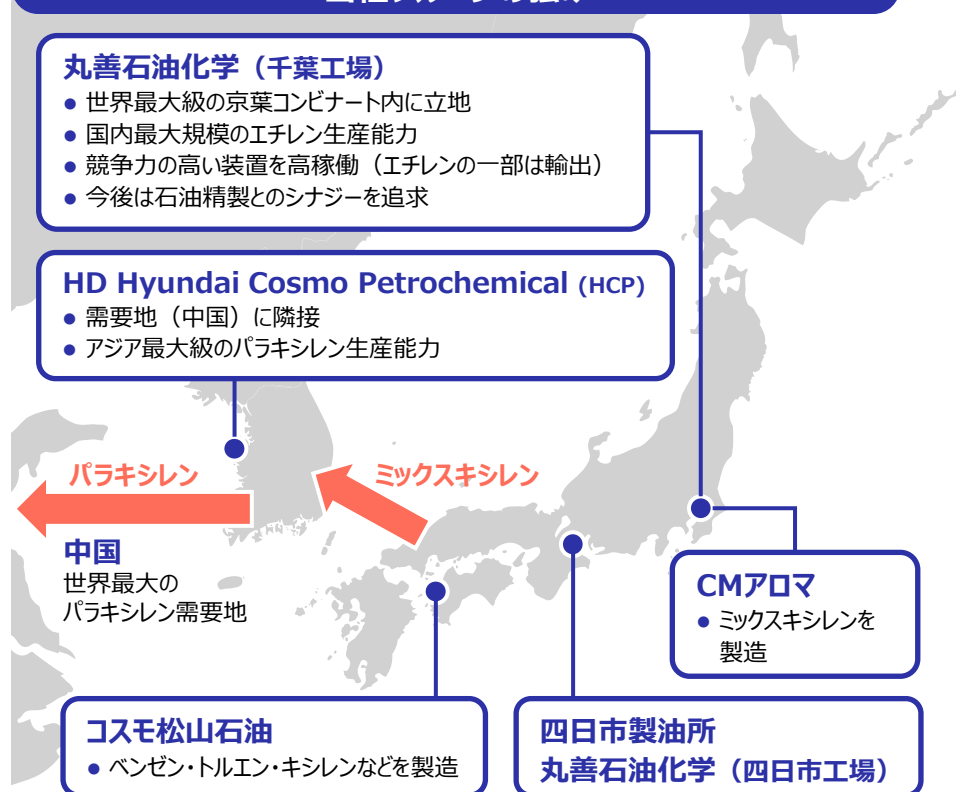 丸善石油化学（千葉工場）
● 世界最大級の京葉コンビナート内に立地
● 国内最大規模のエチレン生産能力
● 競争力の高い装置を高稼働（エチレンの一部は輸出）
● 今後は石油精製とのシナジーを追求
HD Hyundai Cosmo Petrochemical (HCP)
● 需要地（中国）に隣接
● アジア最大級のパラキシレン生産能力
パラキシレン
ミックスキシレン
中国
世界最大の
パラキシレン需要地
CMアロマ
● ミックスキシレンを
製造
コスモ松山石油
● ベンゼン・トルエン・キシレンなどを製造
四日市製油所
丸善石油化学（四日市工場）